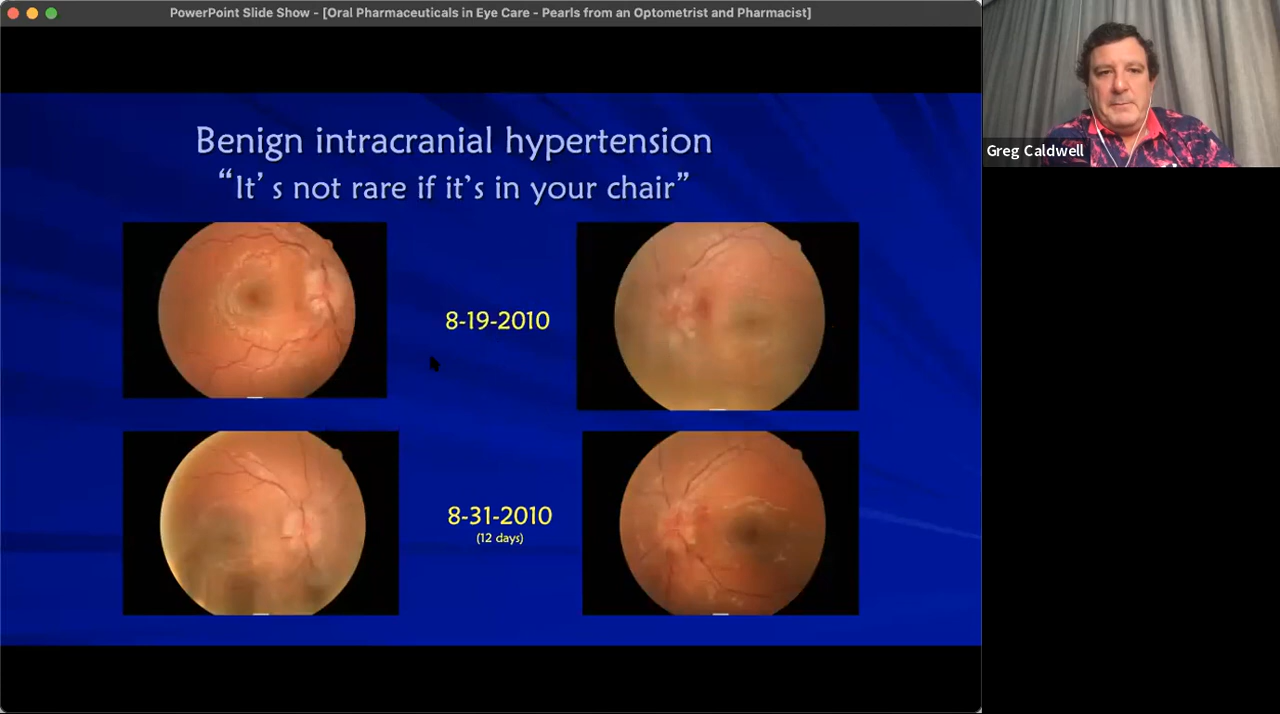 PowerPoint Slide Show - [Oral Pharmaceuticals in Eye Care - Pearls from an Optometrist and Pharmacist]
Greg Caldwell
Benign intracranial hypertension
“It’s not rare if it’s in your chair”
8-19-2010
8-31-2010
(12 days)